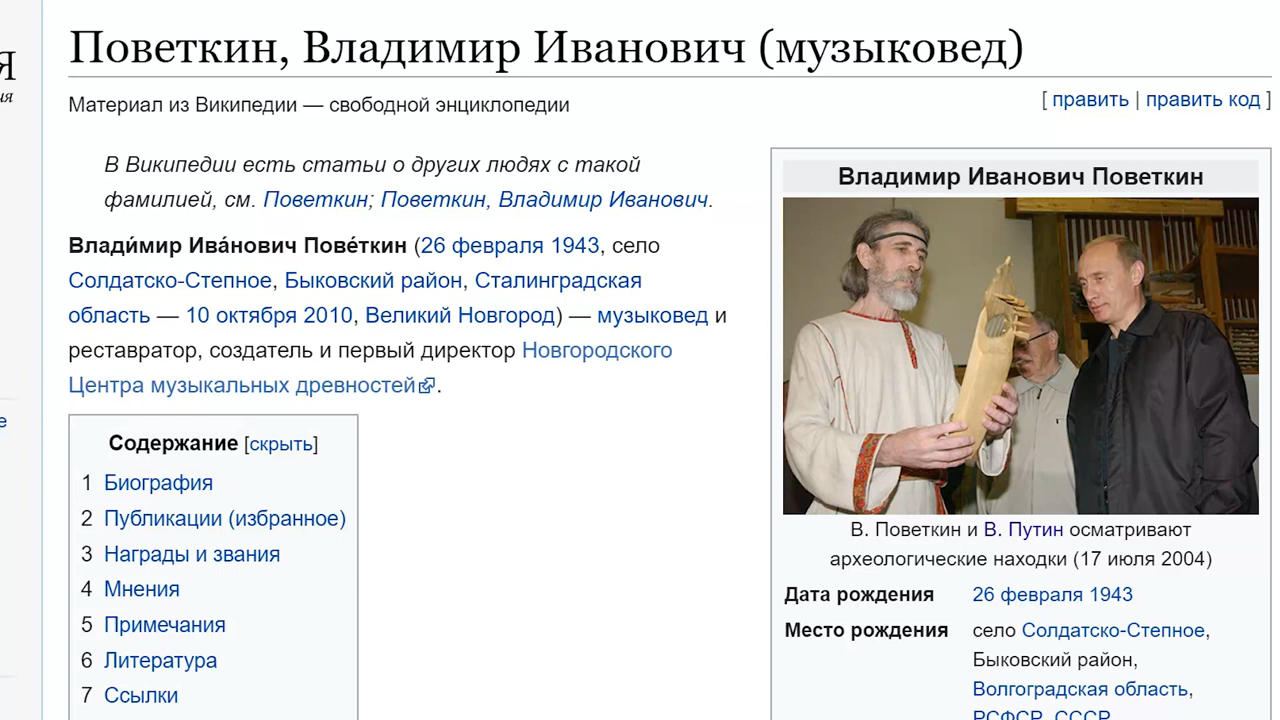 я
ия
Поветкин, Владимир Иванович (музыковед)
Материал из Википедии — свободной энциклопедии
[ править | править код ]
В Википедии есть статьи о других людях с такой
фамилией, см. Поветкин; Поветкин, Владимир Иванович.
Влади́мир Ива́нович Пове́ткин (26 февраля 1943, село
Солдатско-Степное, Быковский район, Сталинградская
область — 10 октября 2010, Великий Новгород) — музыковед и
реставратор, создатель и первый директор Новгородского
Центра музыкальных древностей.
е
Содержание [скрыть]
1 Биография
2 Публикации (избранное)
3 Награды и звания
4 Мнения
5 Примечания
6 Литература
7 Ссылки
Владимир Иванович Поветкин
В. Поветкин и В. Путин осматривают
археологические находки (17 июля 2004)
Дата рождения 26 февраля 1943
Место рождения село Солдатско-Степное,
Быковский район,
Волгоградская область,
РСФСР, СССР